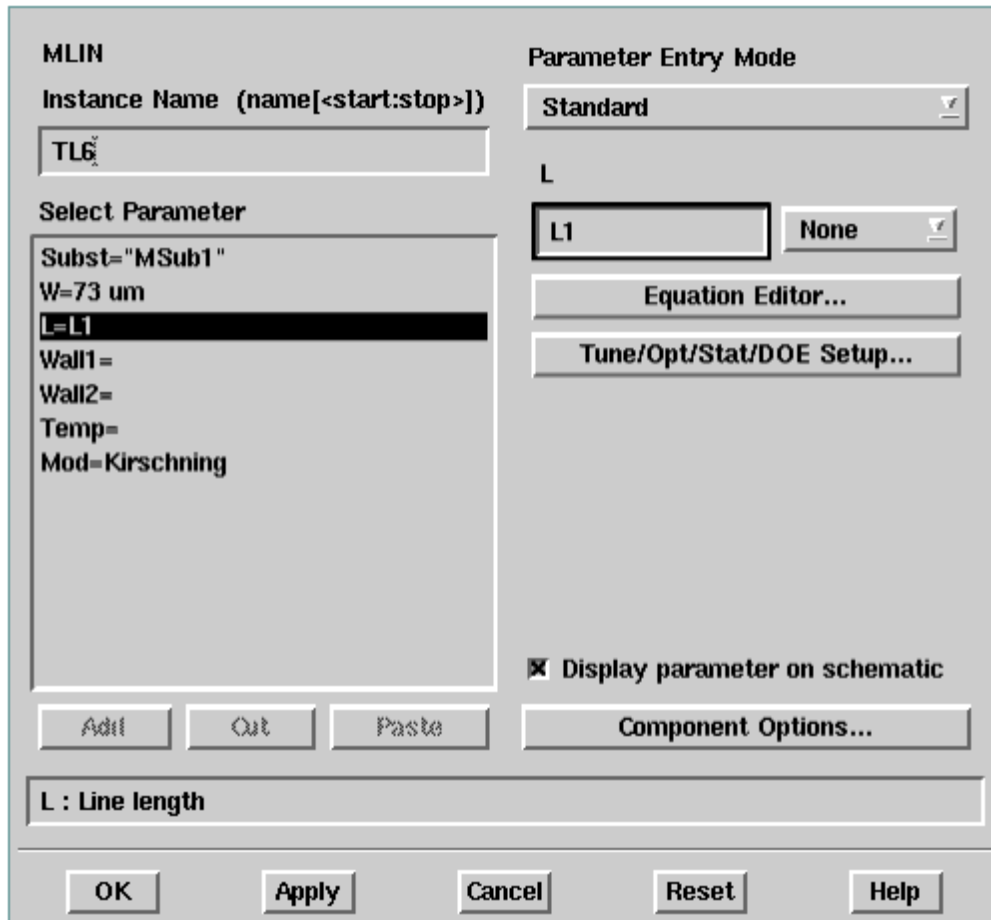 MLIN
Instance Name (name[<start:stop>])
TL6
Select Parameter
Subst="MSub1"
W=73 um
L=L1
Wall1=
Wall2=
Temp=
Mod=Kirschning
Add Cut Paste
Parameter Entry Mode
Standard
L
L1 None
Equation Editor...
Tune/Opt/Stat/DOE Setup...
Display parameter on schematic
Component Options...
L : Line length
OK Apply Cancel Reset Help